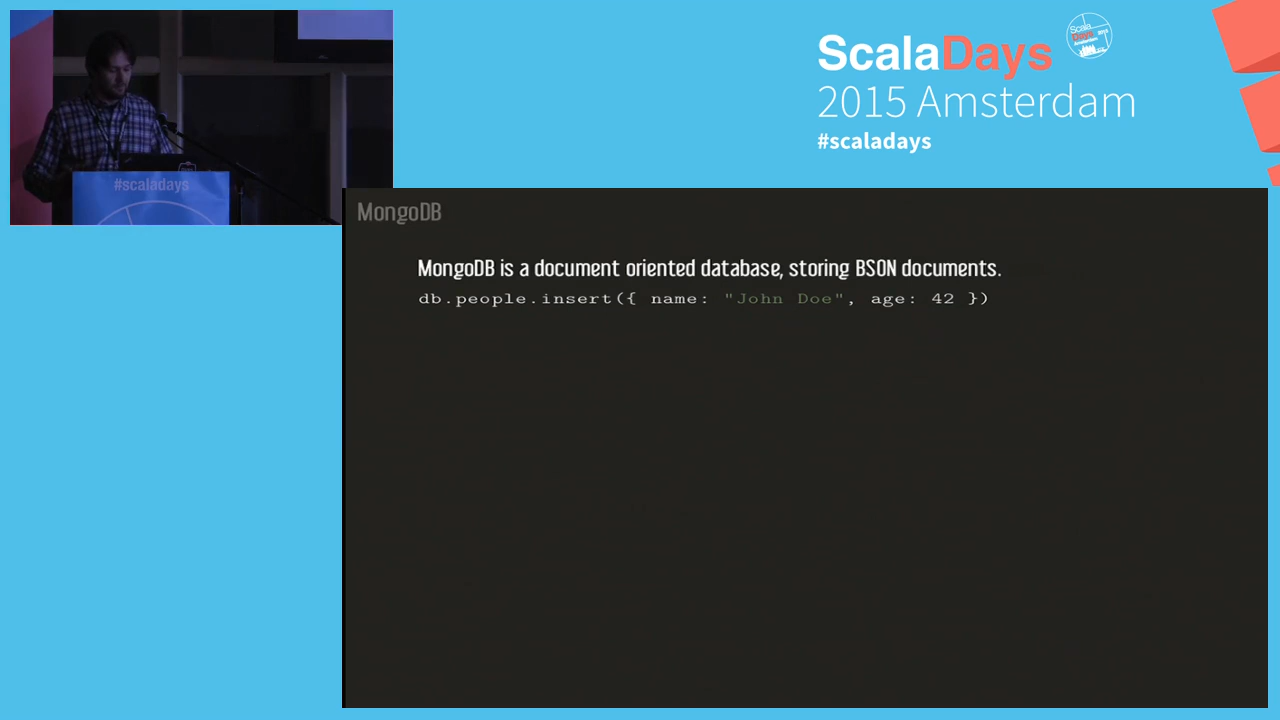 ScalaDays
2015 Amsterdam
#scaladays
#scaladays
MongoDB
MongoDB is a document oriented database, storing BSON documents.
db.people.insert({ name: "John Doe", age: 42 })